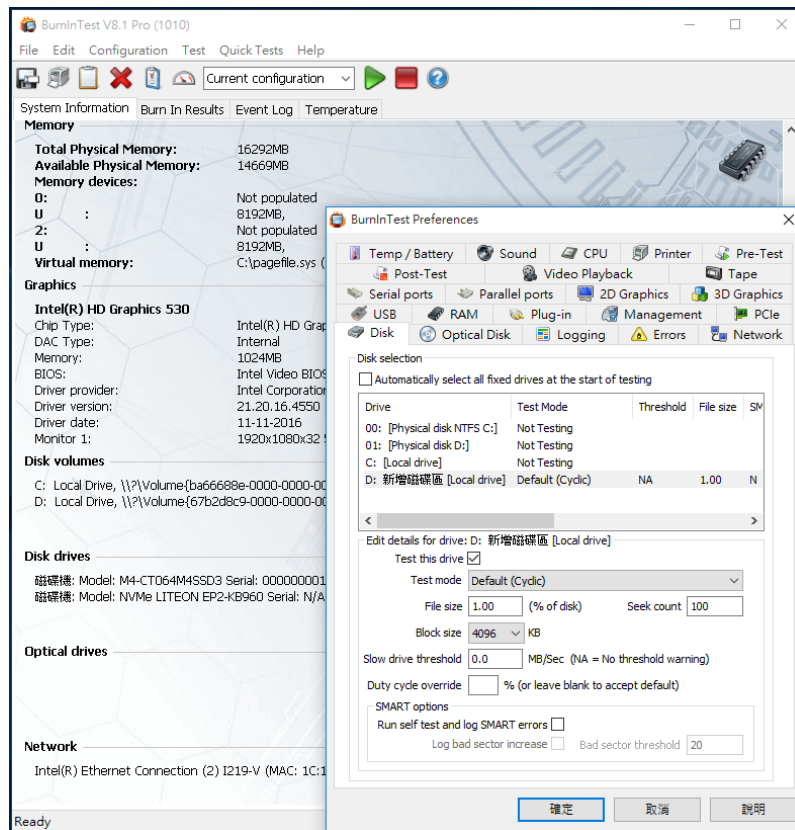 BurnInTest V8.1 Pro (1010)
File Edit Configuration Test Quick Tests Help
Current configuration
System Information Burn In Results Event Log Temperature
Memory
Total Physical Memory: 16292MB
Available Physical Memory: 14669MB
Memory devices:
0: Not populated
U : 8192MB,
2: Not populated
U : 8192MB,
Virtual memory: C:\pagefile.sys (
Graphics
Intel(R) HD Graphics 530
Chip Type: Intel(R) HD Grap
DAC Type: Internal
Memory: 1024MB
BIOS: Intel Video BIOS
Driver provider: Intel Corporation
Driver version: 21.20.16.4550
Driver date: 11-11-2016
Monitor 1: 1920x1080x32
Disk volumes
C: Local Drive, \\?\Volume{ba66688e-0000-0000-00
D: Local Drive, \\?\Volume{67b2d8c9-0000-0000-00
Disk drives
磁碟機: Model: M4-CT064M4SSD3 Serial: 000000001
磁碟機: Model: NVMe LITEON EP2-KB960 Serial: N/A
Optical drives
Network
Intel(R) Ethernet Connection (2) I219-V (MAC: 1C:1
Ready
BurnInTest Preferences
Temp / Battery Sound CPU Printer Pre-Test
Post-Test Video Playback Tape
Serial ports Parallel ports 2D Graphics 3D Graphics
USB RAM Plug-in Management PCIe
Disk Optical Disk Logging Errors Network
Disk selection
Automatically select all fixed drives at the start of testing
Drive Test Mode Threshold File size SM
00: [Physical disk NTFS C:] Not Testing
01: [Physical disk D:] Not Testing
C: [Local drive] Not Testing
D: 新增磁碟區 [Local drive] Default (Cyclic) NA 1.00 N
Edit details for drive: D: 新增磁碟區 [Local drive]
Test this drive
Test mode Default (Cyclic)
File size 1.00 (% of disk) Seek count 100
Block size 4096 KB
Slow drive threshold 0.0 MB/Sec (NA = No threshold warning)
Duty cycle override % (or leave blank to accept default)
SMART options
Run self test and log SMART errors
Log bad sector increase Bad sector threshold 20
確定 取消 說明